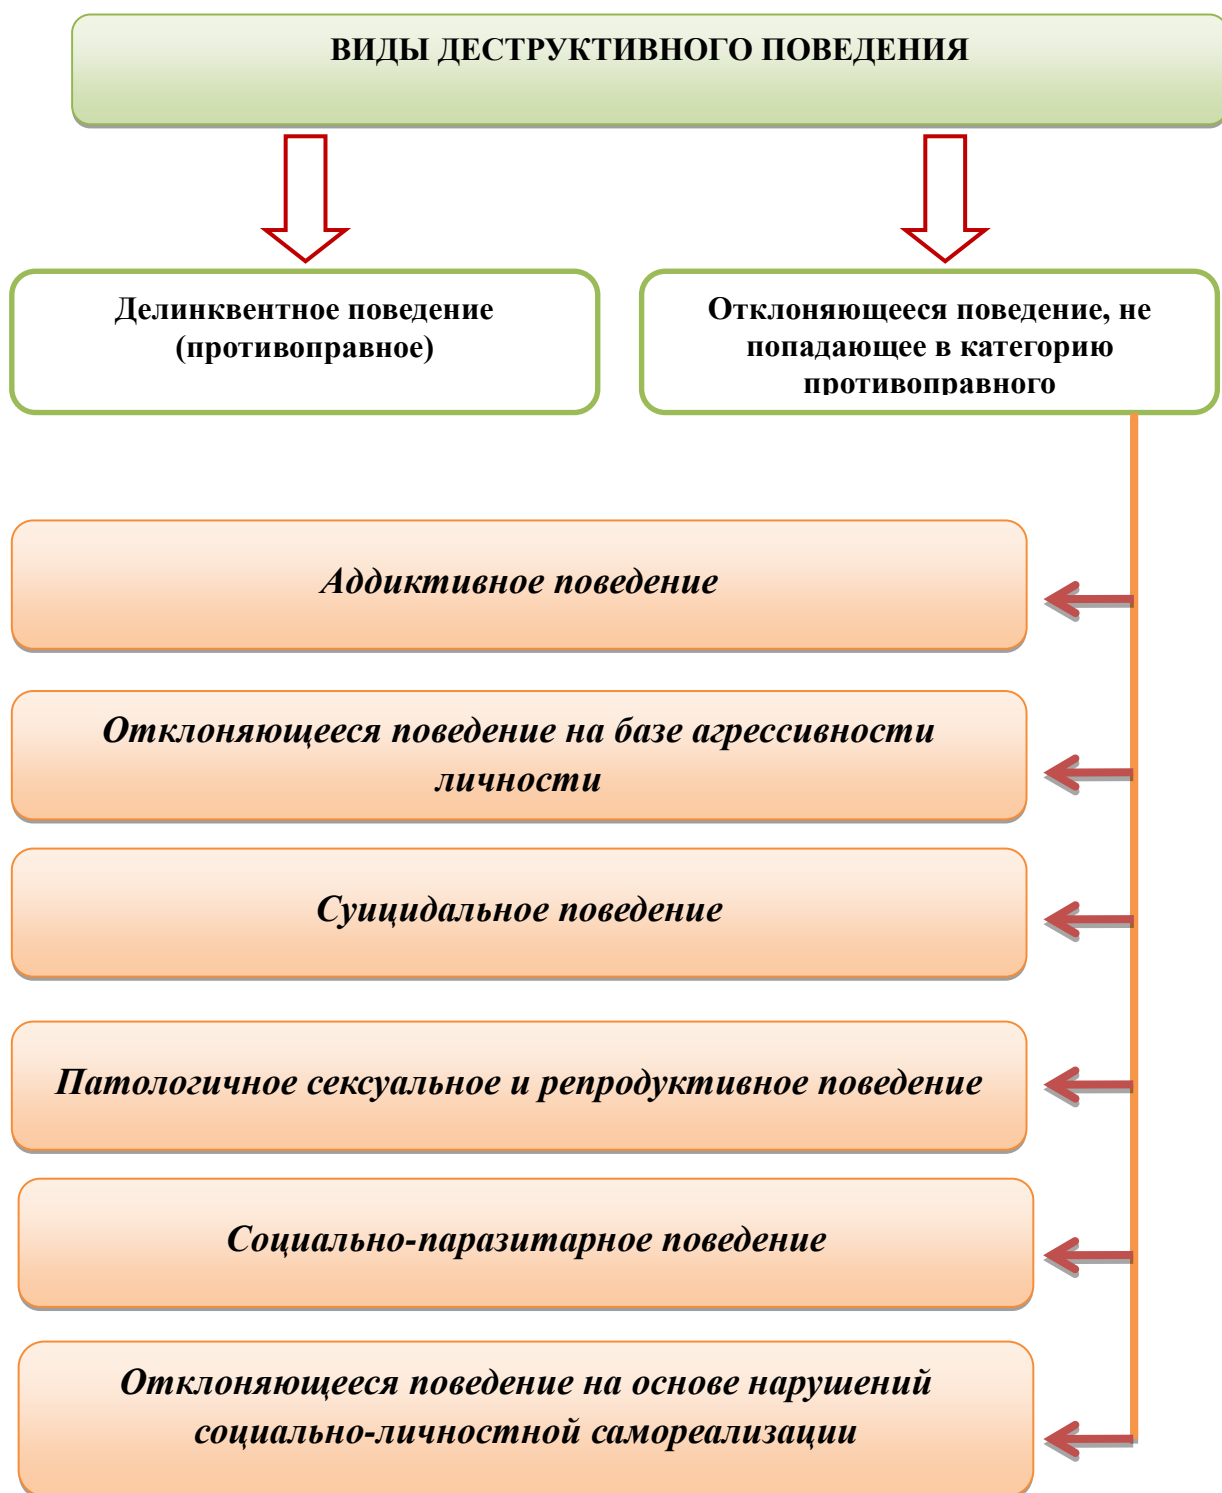 ВИДЫ ДЕСТРУКТИВНОГО ПОВЕДЕНИЯ
Делинквентное поведение
(противоправное)
Отклоняющееся поведение, не
попадающее в категорию
противоправного
Аддиктивное поведение
Отклоняющееся поведение на базе агрессивности
личности
Суицидальное поведение
Патологичное сексуальное и репродуктивное поведение
Социально-паразитарное поведение
Отклоняющееся поведение на основе нарушений
социально-личностной самореализации